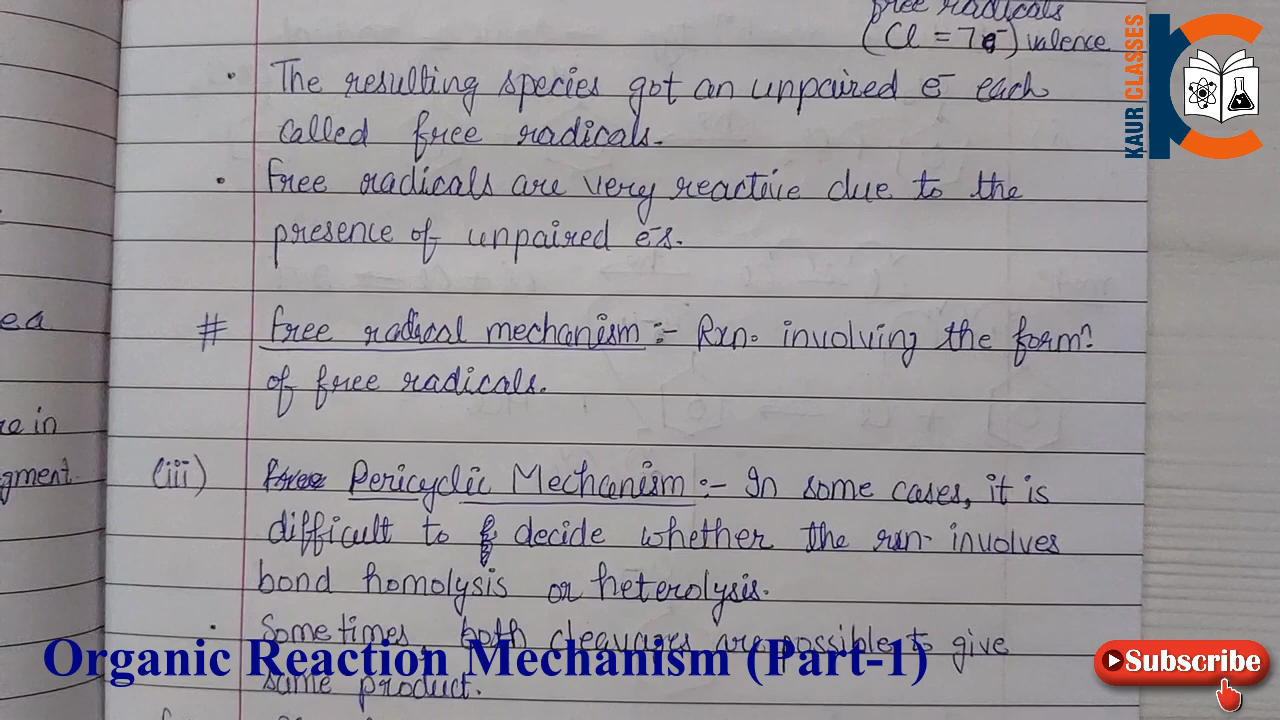 free radicals
(Cl = 7e⁻) valence
• The resulting species got an unpaired e⁻ each
called free radicals.
• Free radicals are very reactive due to the
presence of unpaired e⁻s.
# Free radical mechanism :- Rxn. involving the formⁿ
of free radicals.
(iii) Free Pericyclic Mechanism :- In some cases, it is
difficult to decide whether the rxn. involves
bond homolysis or heterolysis.
• Sometimes, both cleavages are possible to give
same product.
ea
re in
gment.
KAUR CLASSES
Organic Reaction Mechanism (Part-1)
Subscribe